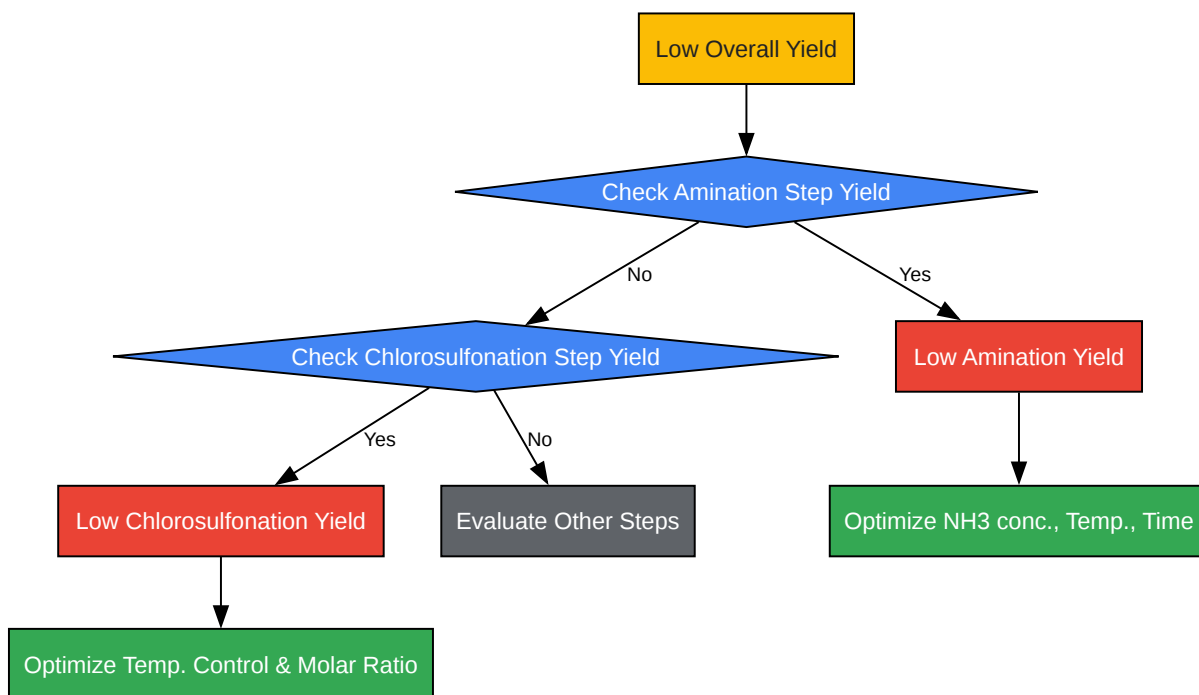 Low Overall Yield
Check Amination Step Yield
No
Yes
Check Chlorosulfonation Step Yield
Low Amination Yield
Yes
No
Low Chlorosulfonation Yield
Evaluate Other Steps
Optimize NH3 conc., Temp., Time
Optimize Temp. Control & Molar Ratio